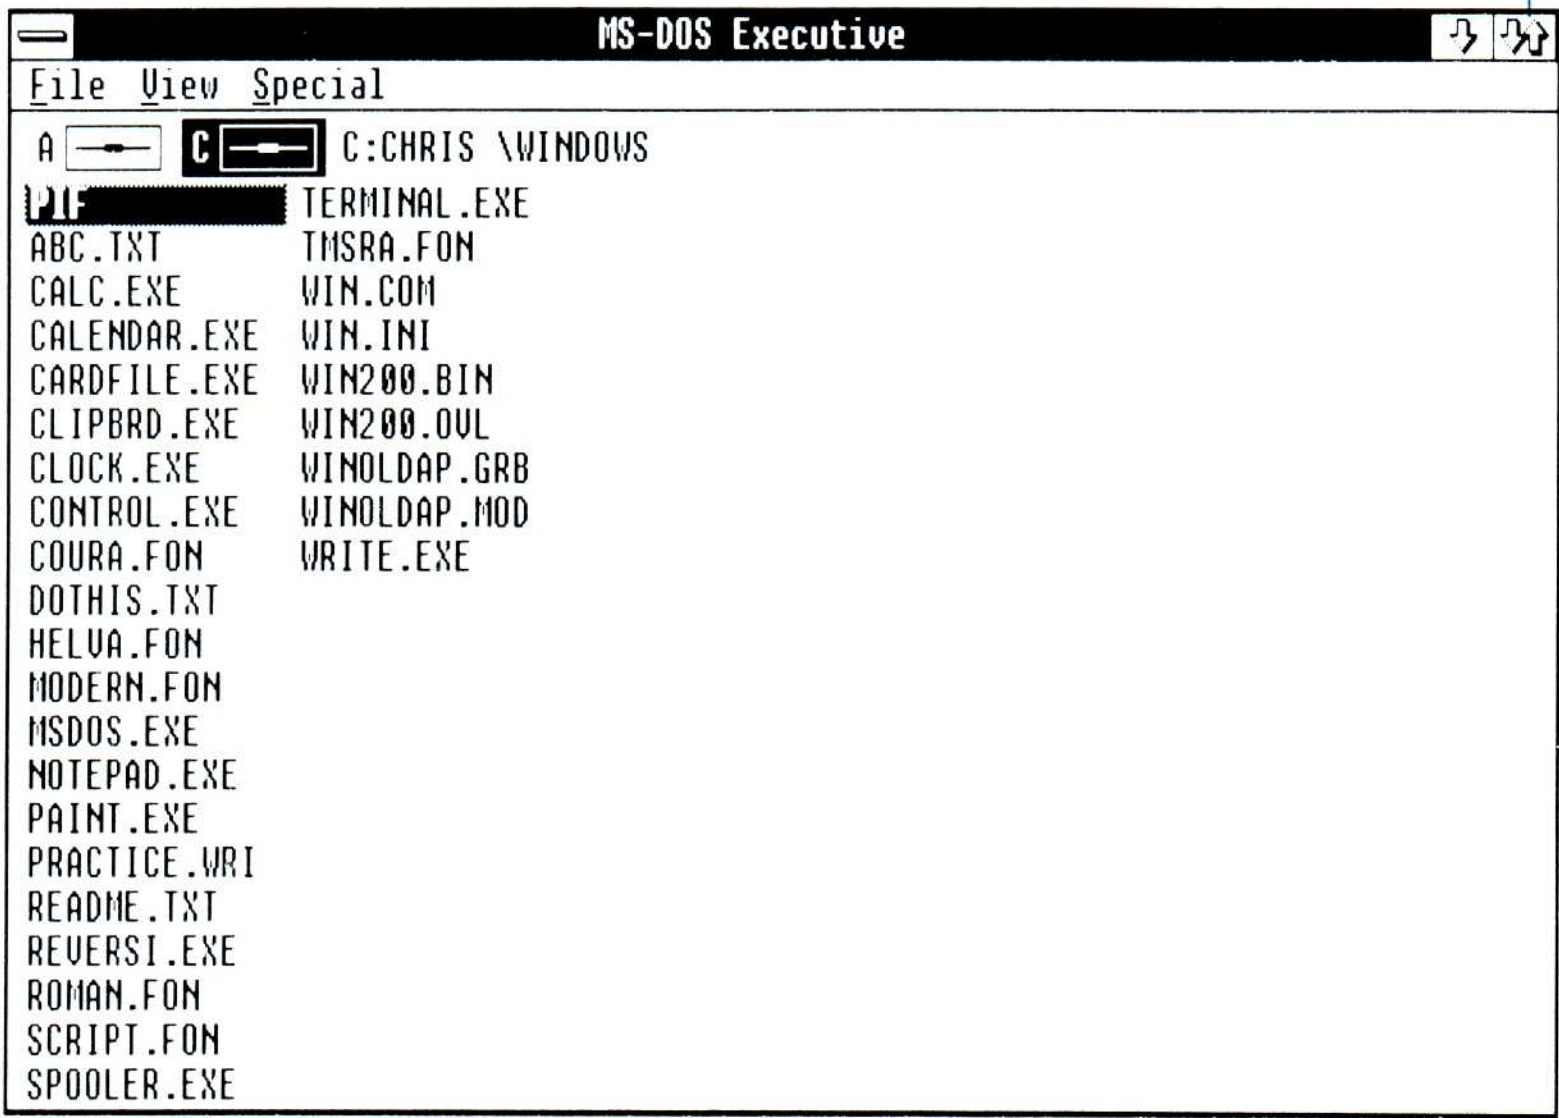 MS-DOS Executive
File View Special
A C C:CHRIS \WINDOWS
PIF
ABC.TXT
CALC.EXE
CALENDAR.EXE
CARDFILE.EXE
CLIPBRD.EXE
CLOCK.EXE
CONTROL.EXE
COURA.FON
DOTHIS.TXT
HELVA.FON
MODERN.FON
MSDOS.EXE
NOTEPAD.EXE
PAINT.EXE
PRACTICE.WRI
README.TXT
REVERSI.EXE
ROMAN.FON
SCRIPT.FON
SPOOLER.EXE
TERMINAL.EXE
TMSRA.FON
WIN.COM
WIN.INI
WIN200.BIN
WIN200.OVL
WINOLDAP.GRB
WINOLDAP.MOD
WRITE.EXE